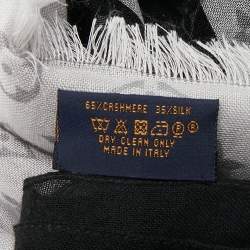 65/CASHMERE 35/SILK
DRY CLEAN ONLY
MADE IN ITALY